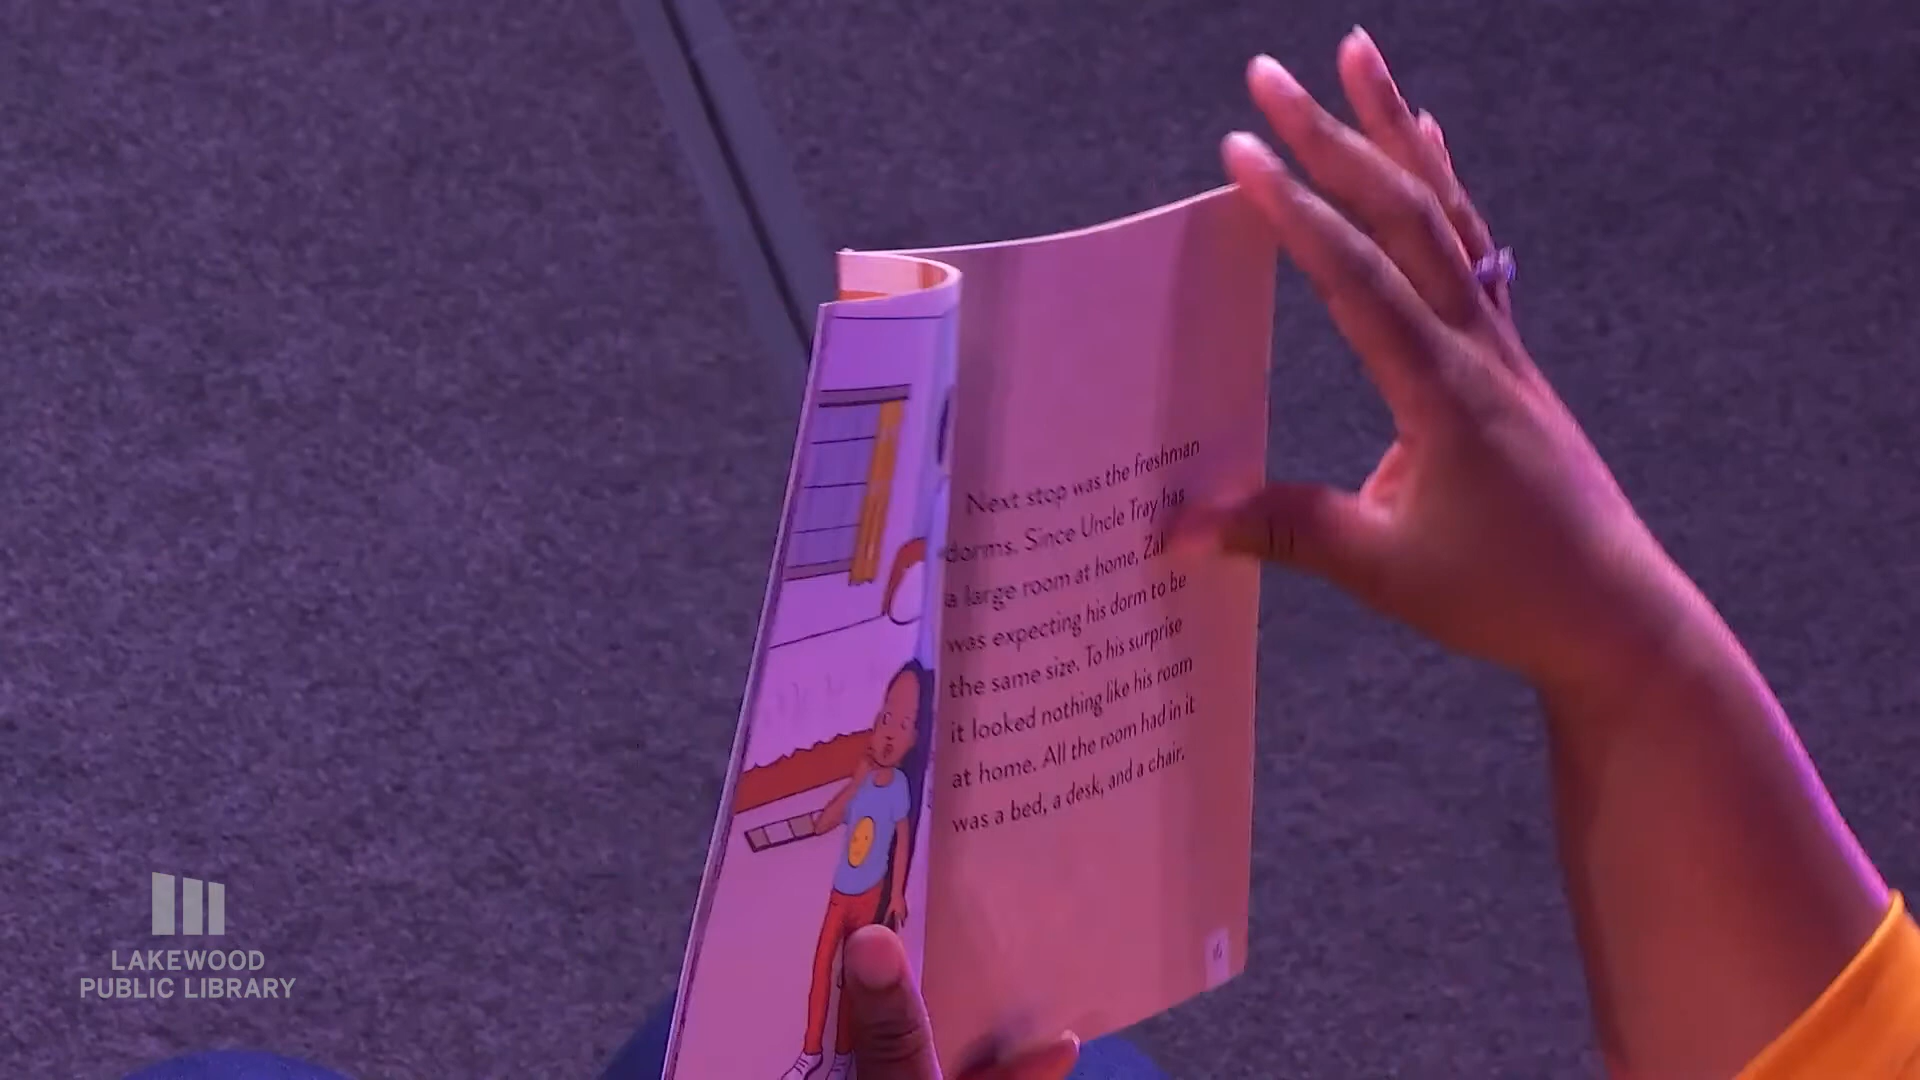 Next stop was the freshman
dorms. Since Uncle Tray has
a large room at home,
was expecting his dorm to be
the same size. To his surprise
it looked nothing like his room
at home. All the room had in it
was a bed, a desk, and a chair.
LAKEWOOD
PUBLIC LIBRARY